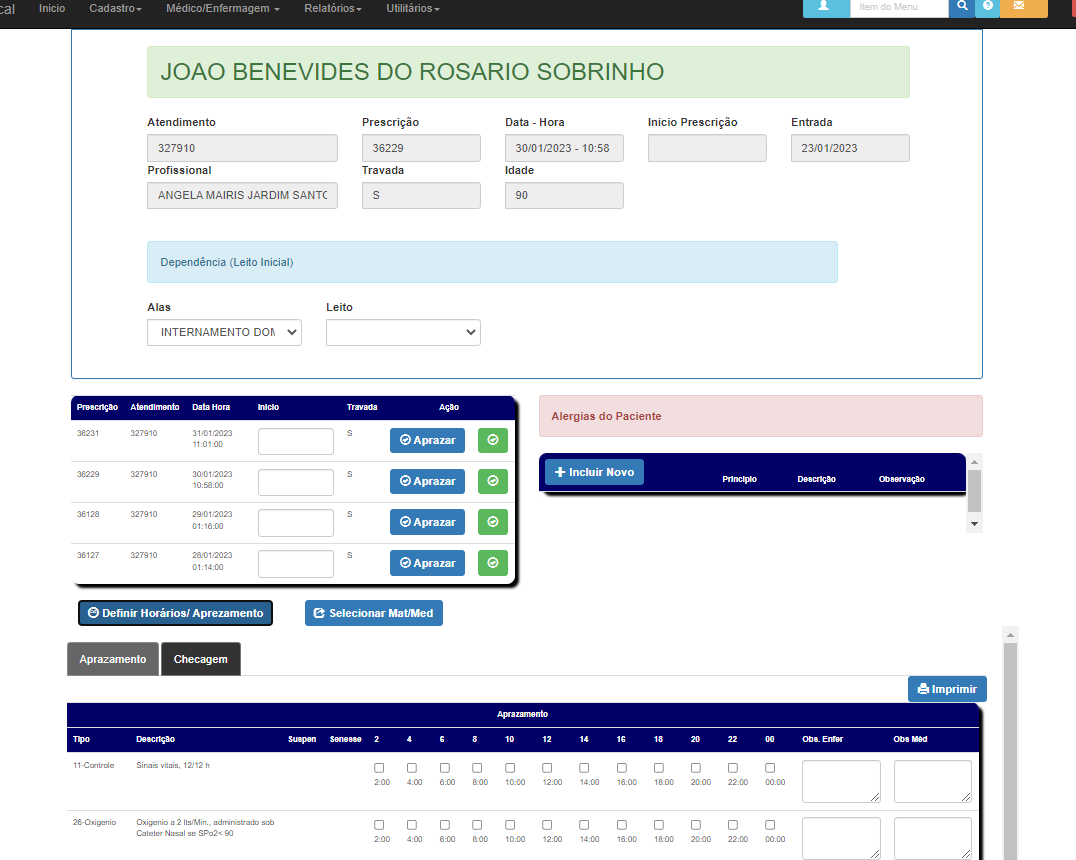 cal Inicio Cadastro Médico/Enfermagem Relatórios Utilitários Item do Menu
JOAO BENEVIDES DO ROSARIO SOBRINHO
Atendimento Prescrição Data - Hora Inicio Prescrição Entrada
327910 36229 30/01/2023 - 10:58 23/01/2023
Profissional Travada Idade
ANGELA MAIRIS JARDIM SANTO S 90
Dependência (Leito Inicial)
Alas Leito
INTERNAMENTO DOM
Prescrição Atendimento Data Hora Inicio Travada Ação
36231 327910 31/01/2023 11:01:00 S Aprazar
36229 327910 30/01/2023 10:58:00 S Aprazar
36128 327910 29/01/2023 01:16:00 S Aprazar
36127 327910 28/01/2023 01:14:00 S Aprazar
Alergias do Paciente
Incluir Novo Principio Descrição Observação
Definir Horários/ Aprezamento Selecionar Mat/Med
Aprazamento Checagem
Imprimir
Aprazamento
Tipo Descrição Suspen Senesse 2 4 6 8 10 12 14 16 18 20 22 00 Obs. Enfer Obs Méd
11-Controle Sinais vitais, 12/12 h
2:00 4:00 6:00 8:00 10:00 12:00 14:00 16:00 18:00 20:00 22:00 00:00
26-Oxigenio Oxigenio a 2 lts/Min., administrado sob
Cateter Nasal se SPo2< 90
2:00 4:00 6:00 8:00 10:00 12:00 14:00 16:00 18:00 20:00 22:00 00:00